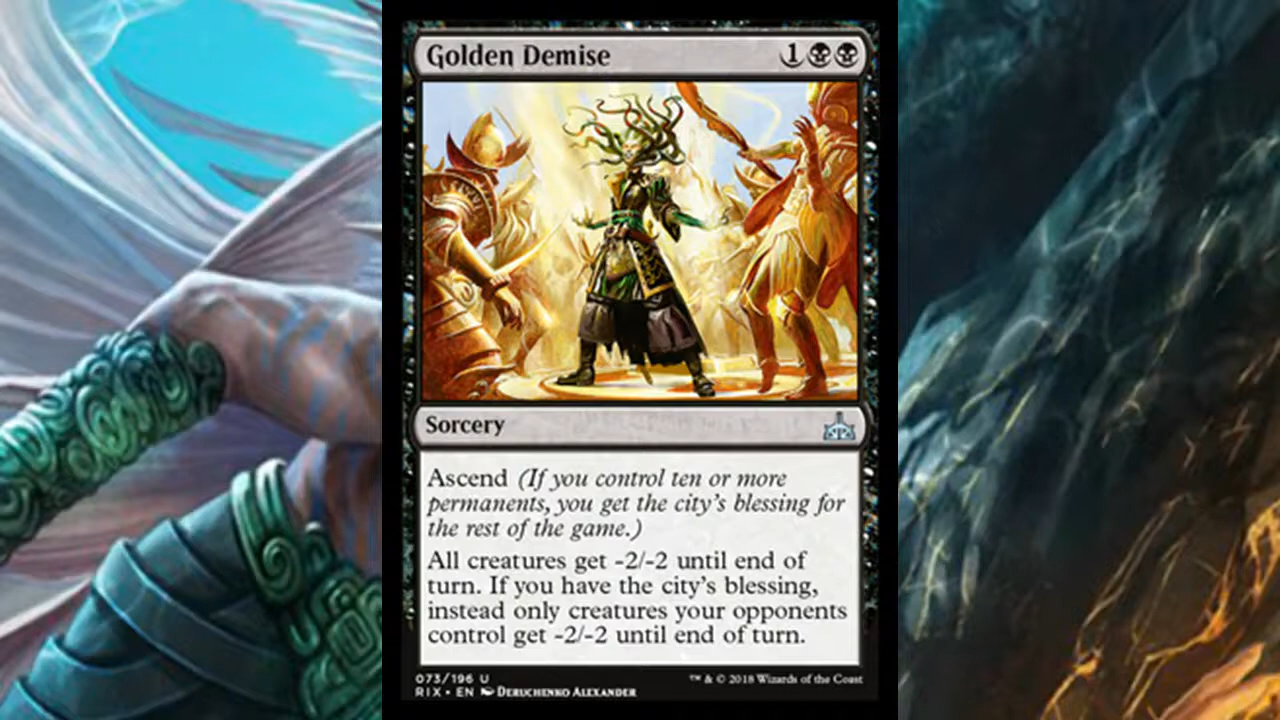 Golden Demise 1
Sorcery
Ascend (If you control ten or more
permanents, you get the city's blessing for
the rest of the game.)
All creatures get -2/-2 until end of
turn. If you have the city's blessing,
instead only creatures your opponents
control get -2/-2 until end of turn.
073/196 U
RIX • EN Deruchenko Alexander
™ & © 2018 Wizards of the Coast